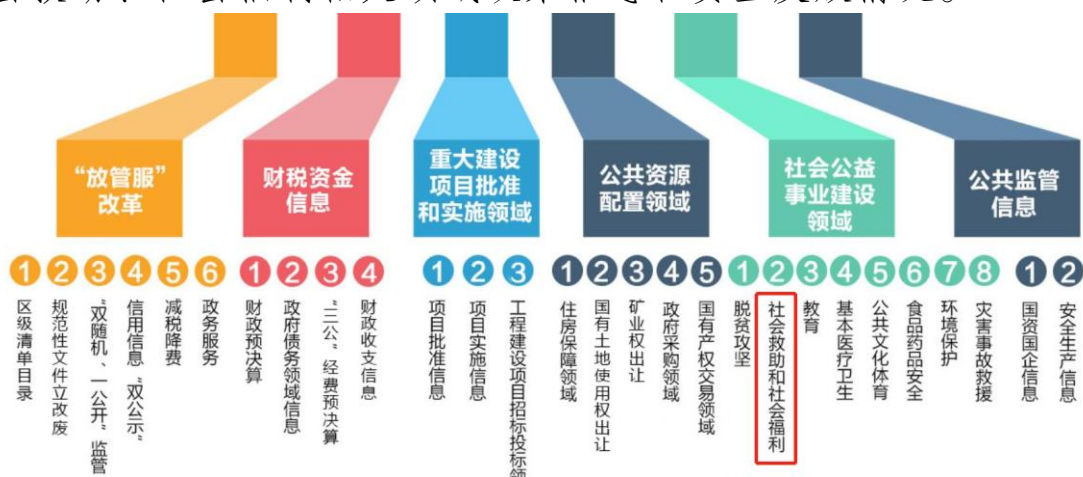 “放管服”
改革
财税资金
信息
重大建设
项目批准
和实施领域
公共资源
配置领域
社会公益
事业建设
领域
公共监管
信息
1 区级清单目录
2 规范性文件立改废
3 “双随机、一公开”监管
4 信用信息“双公示”
5 减税降费
6 政务服务
1 财政预决算
2 政府债务领域信息
3 “三公”经费预决算
4 财政收支信息
1 项目批准信息
2 项目实施信息
3 工程建设项目招标投标领
1 住房保障领域
2 国有土地使用权出让
3 矿业权出让
4 政府采购领域
5 国有产权交易领域
1 脱贫攻坚
2 社会救助和社会福利
3 教育
4 基本医疗卫生
5 公共文化体育
6 食品药品安全
7 环境保护
8 灾害事故救援
1 国资国企信息
2 安全生产信息